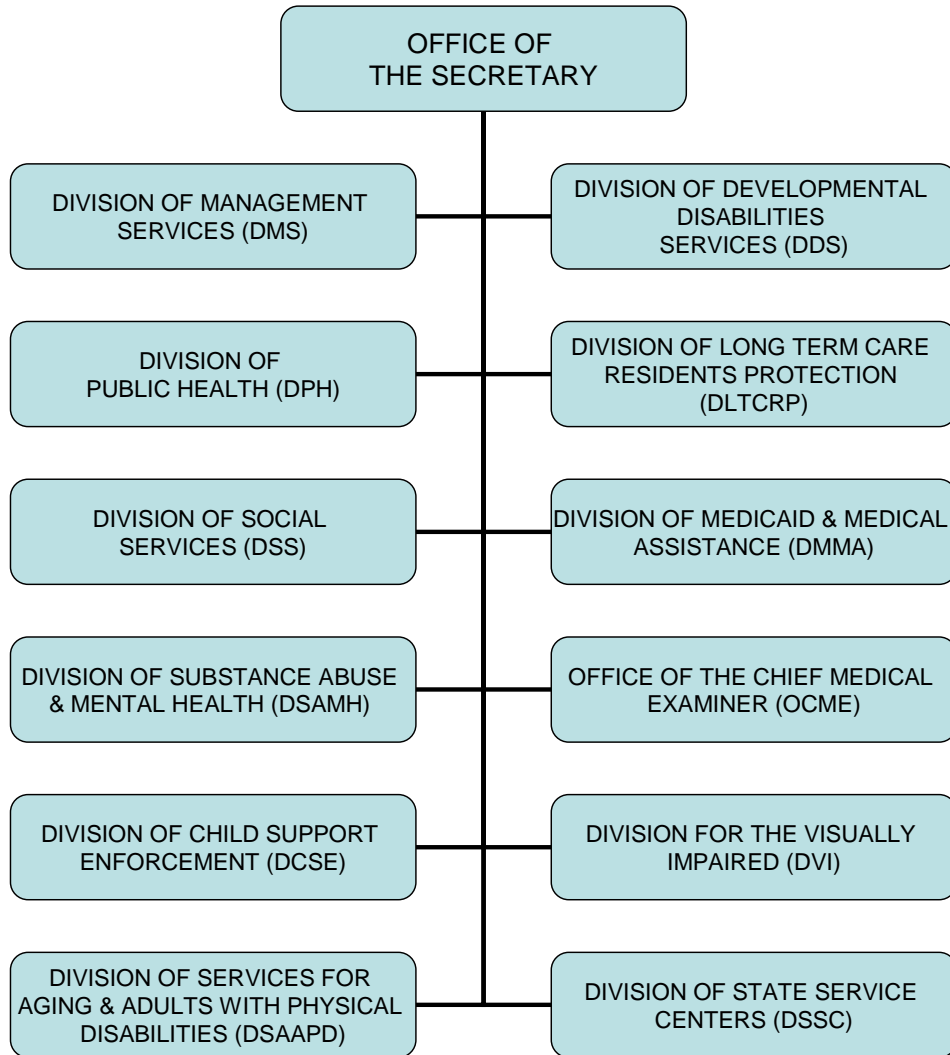 OFFICE OF
THE SECRETARY
DIVISION OF MANAGEMENT
SERVICES (DMS)
DIVISION OF DEVELOPMENTAL
DISABILITIES
SERVICES (DDS)
DIVISION OF
PUBLIC HEALTH (DPH)
DIVISION OF LONG TERM CARE
RESIDENTS PROTECTION
(DLTCRP)
DIVISION OF SOCIAL
SERVICES (DSS)
DIVISION OF MEDICAID & MEDICAL
ASSISTANCE (DMMA)
DIVISION OF SUBSTANCE ABUSE
& MENTAL HEALTH (DSAMH)
OFFICE OF THE CHIEF MEDICAL
EXAMINER (OCME)
DIVISION OF CHILD SUPPORT
ENFORCEMENT (DCSE)
DIVISION FOR THE VISUALLY
IMPAIRED (DVI)
DIVISION OF SERVICES FOR
AGING & ADULTS WITH PHYSICAL
DISABILITIES (DSAAPD)
DIVISION OF STATE SERVICE
CENTERS (DSSC)